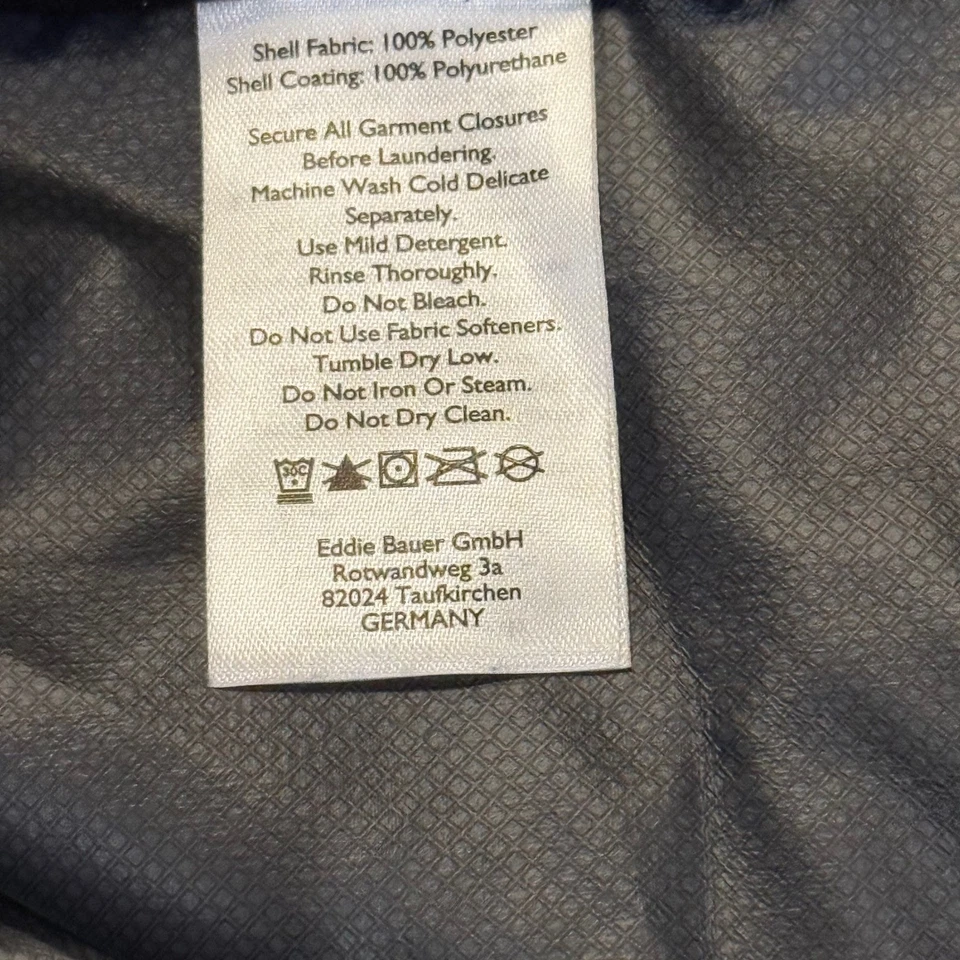 Shell Fabric: 100% Polyester
Shell Coating: 100% Polyurethane
Secure All Garment Closures
Before Laundering.
Machine Wash Cold Delicate
Separately.
Use Mild Detergent.
Rinse Thoroughly.
Do Not Bleach.
Do Not Use Fabric Softeners.
Tumble Dry Low.
Do Not Iron Or Steam.
Do Not Dry Clean.
30C
Eddie Bauer GmbH
Rotwandweg 3a
82024 Taufkirchen
GERMANY